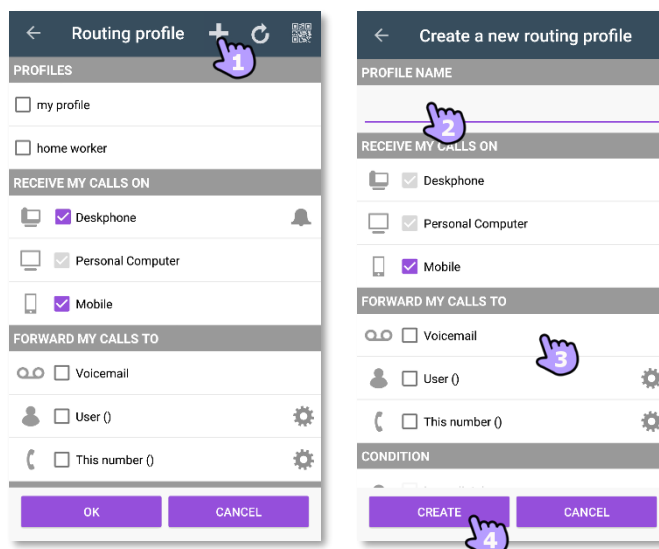 Routing profile
1
PROFILES
my profile
home worker
RECEIVE MY CALLS ON
Deskphone
Personal Computer
Mobile
FORWARD MY CALLS TO
Voicemail
User ()
This number ()
OK CANCEL
Create a new routing profile
PROFILE NAME
2
RECEIVE MY CALLS ON
Deskphone
Personal Computer
Mobile
FORWARD MY CALLS TO
Voicemail
3
User ()
This number ()
CONDITION
CREATE CANCEL
4